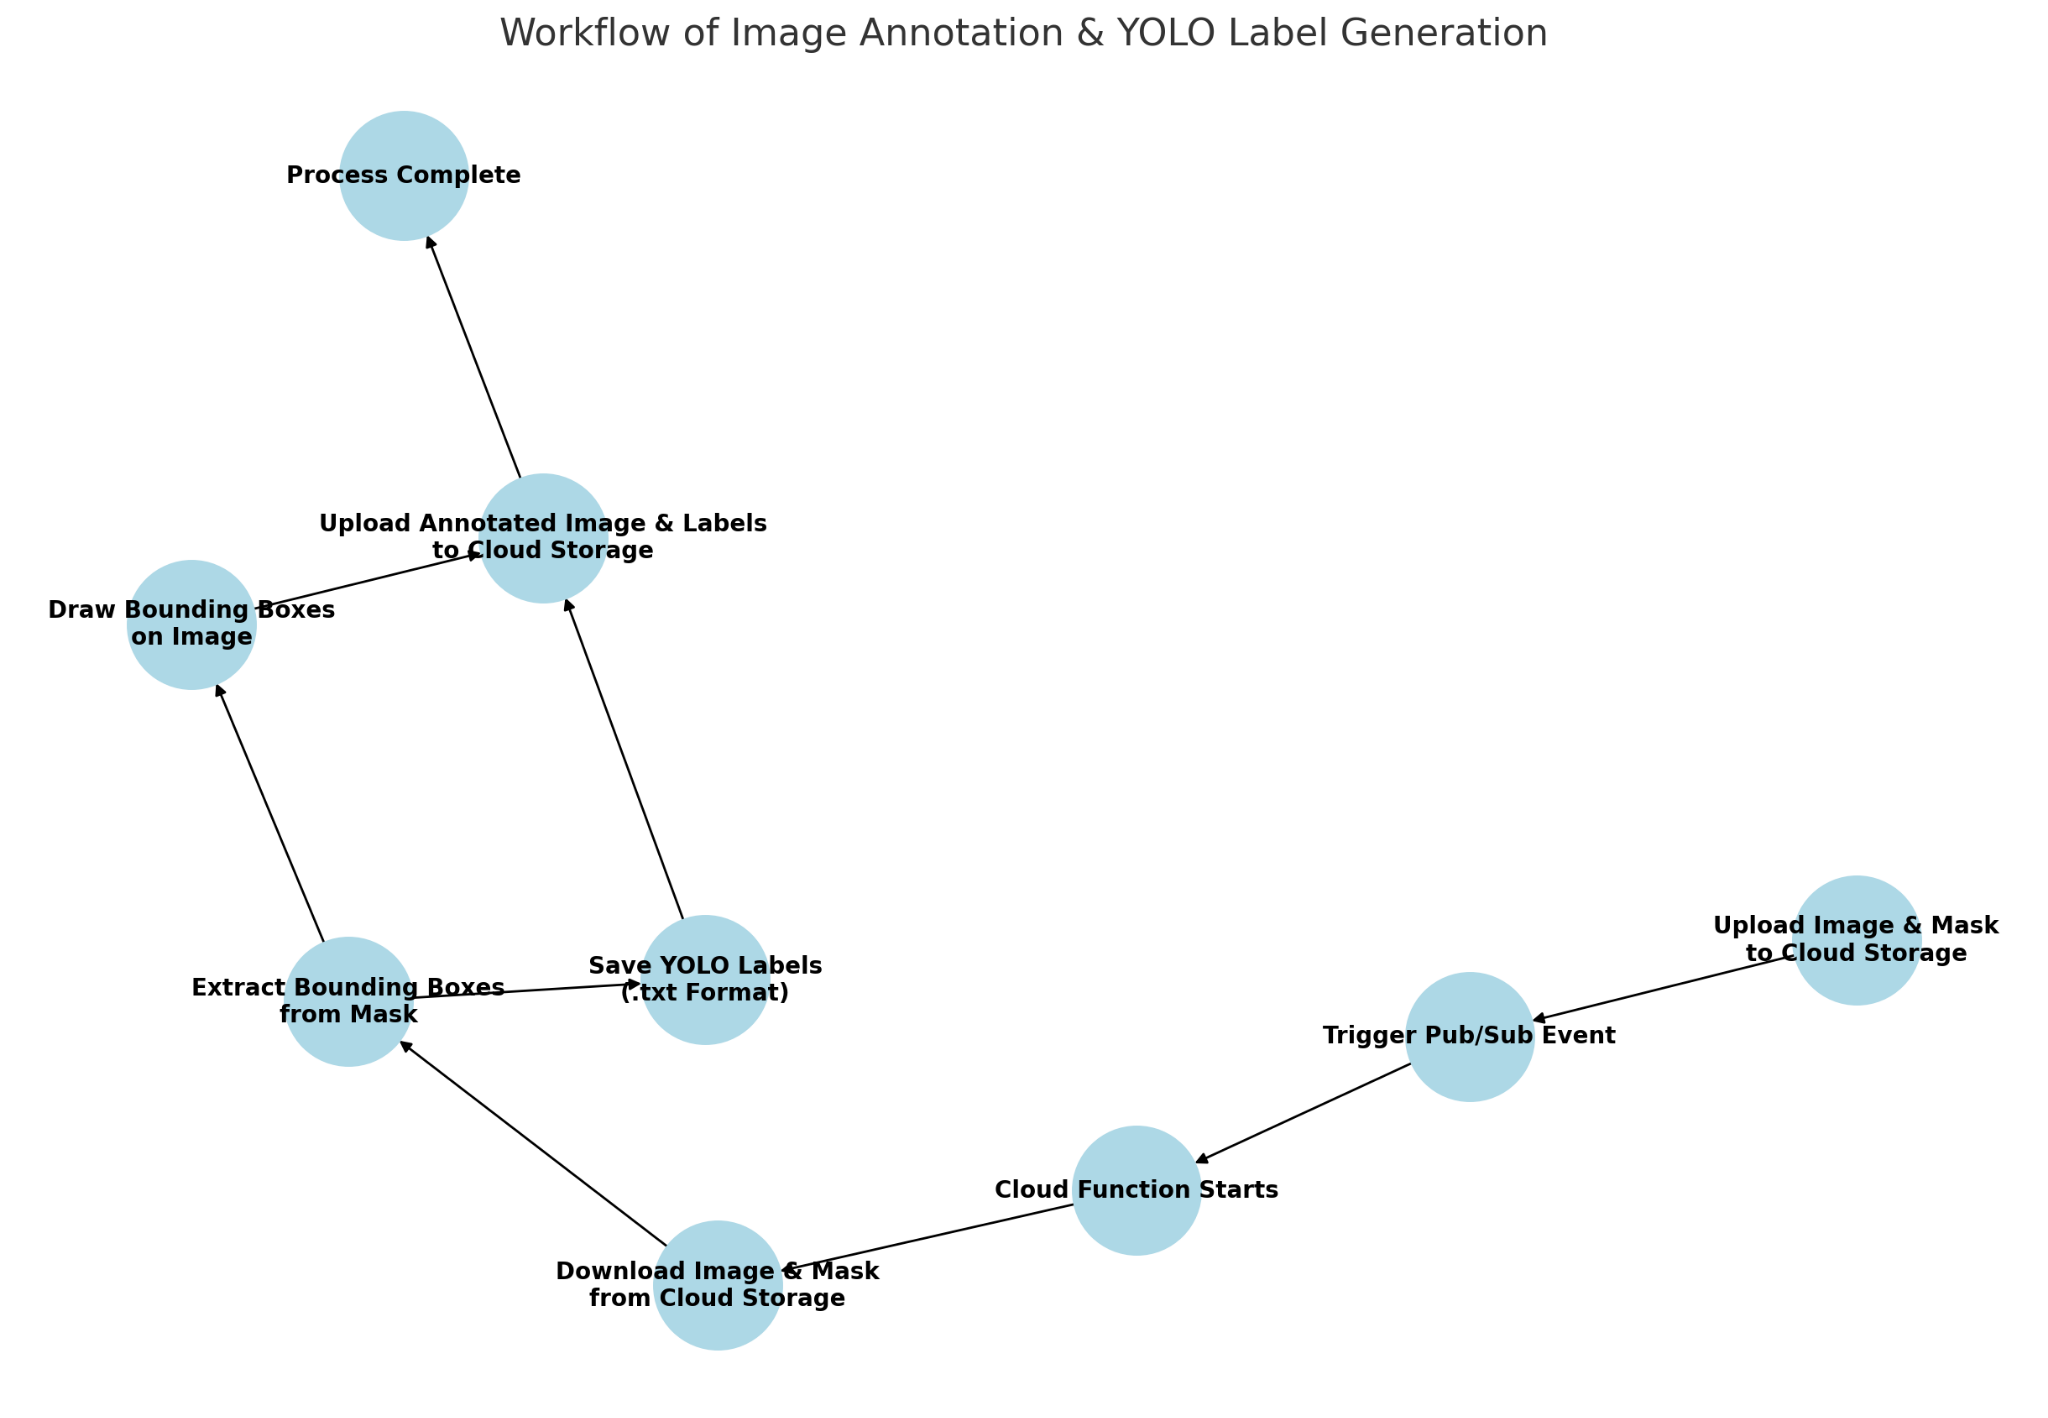 Workflow of Image Annotation & YOLO Label Generation
Process Complete
Upload Annotated Image & Labels
to Cloud Storage
Draw Bounding Boxes
on Image
Upload Image & Mask
to Cloud Storage
Save YOLO Labels
(.txt Format)
Extract Bounding Boxes
from Mask
Trigger Pub/Sub Event
Cloud Function Starts
Download Image & Mask
from Cloud Storage